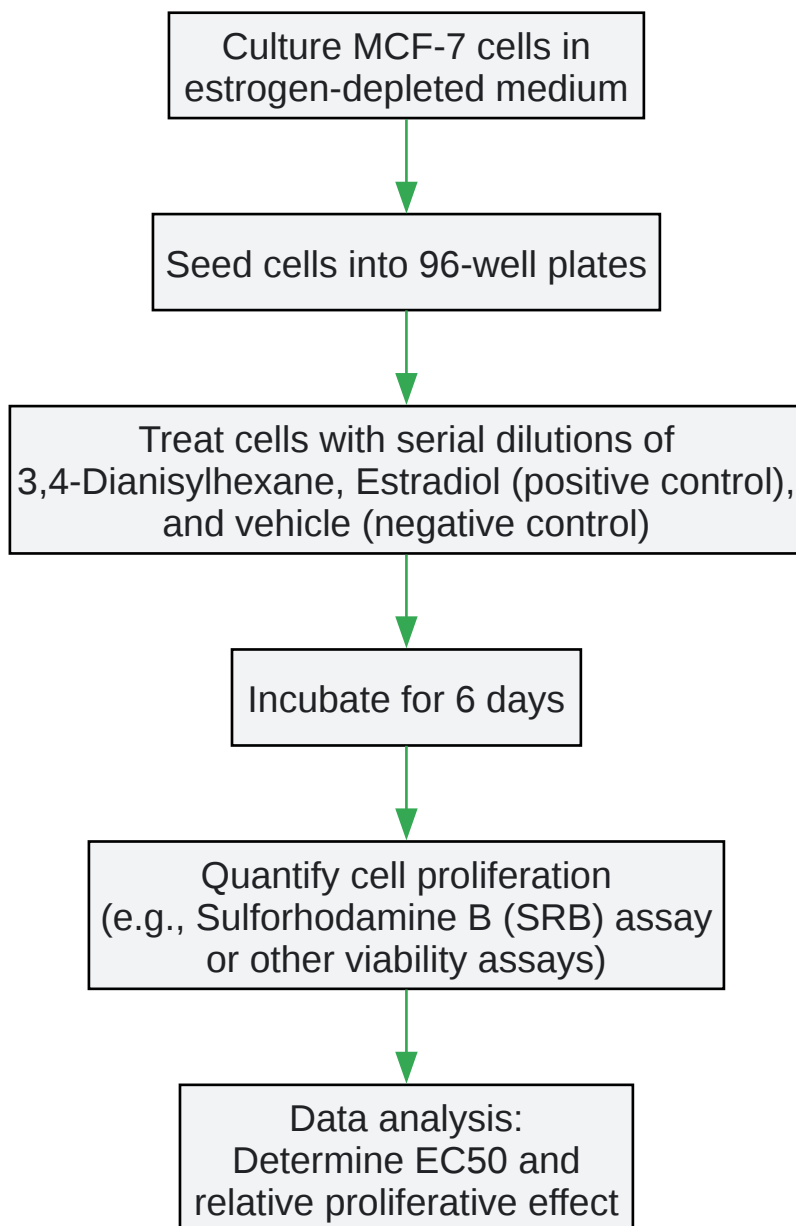 Culture MCF-7 cells in
estrogen-depleted medium
Seed cells into 96-well plates
Treat cells with serial dilutions of
3,4-Dianisylhexane, Estradiol (positive control),
and vehicle (negative control)
Incubate for 6 days
Quantify cell proliferation
(e.g., Sulforhodamine B (SRB) assay
or other viability assays)
Data analysis:
Determine EC50 and
relative proliferative effect